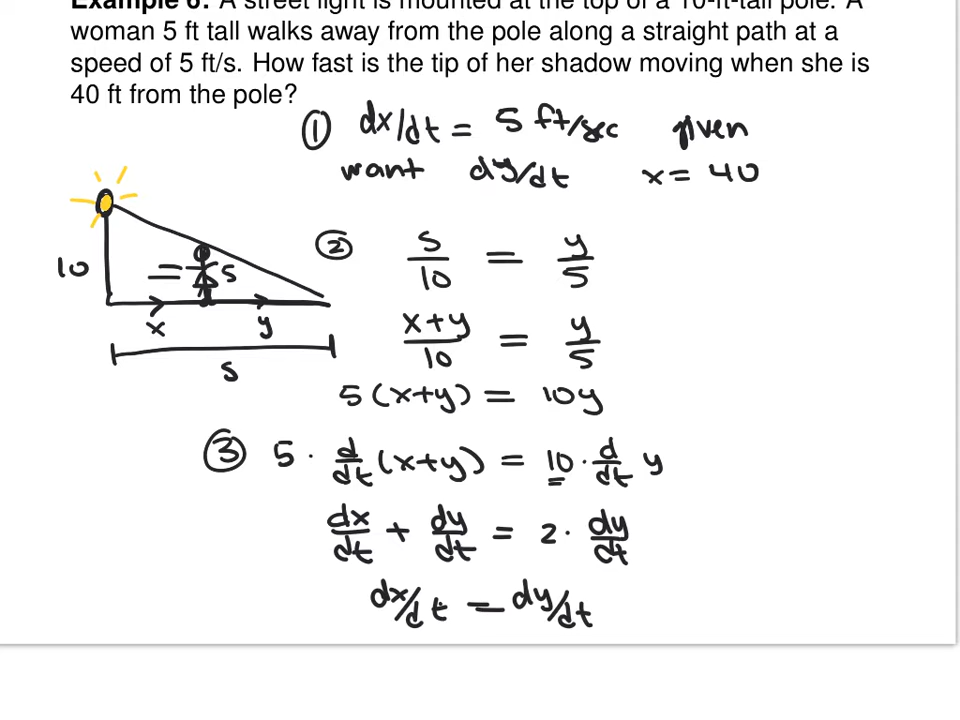 Example 6: A street light is mounted at the top of a 10-ft-tall pole. A
woman 5 ft tall walks away from the pole along a straight path at a
speed of 5 ft/s. How fast is the tip of her shadow moving when she is
40 ft from the pole?
① dx/dt = 5 ft/sec given
want dy/dt x = 40
10 5
x y
s
② s/10 = y/5
x+y/10 = y/5
5(x+y) = 10y
③ 5 · d/dt (x+y) = 10 · d/dt y
dx/dt + dy/dt = 2 · dy/dt
dx/dt = dy/dt